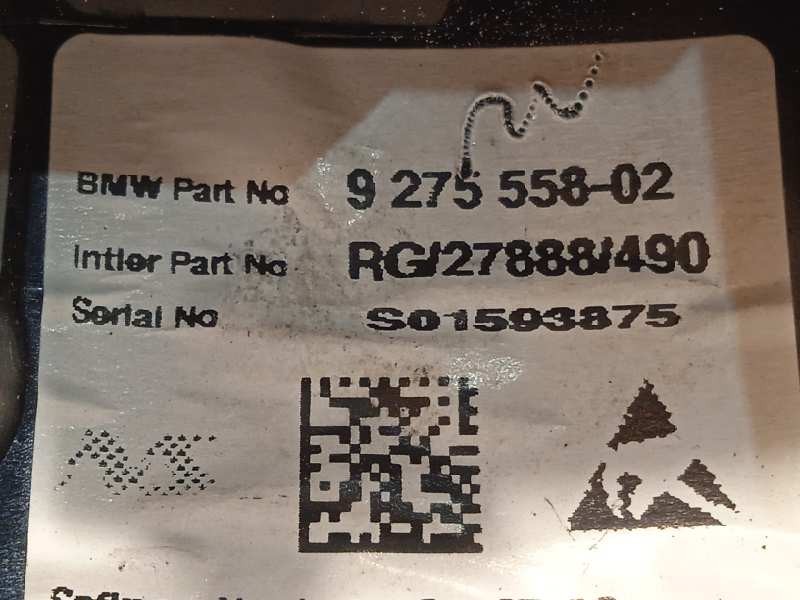 BMW Part No 9 275 558-02
Intier Part No RG/27888/490
Serial No S01593875